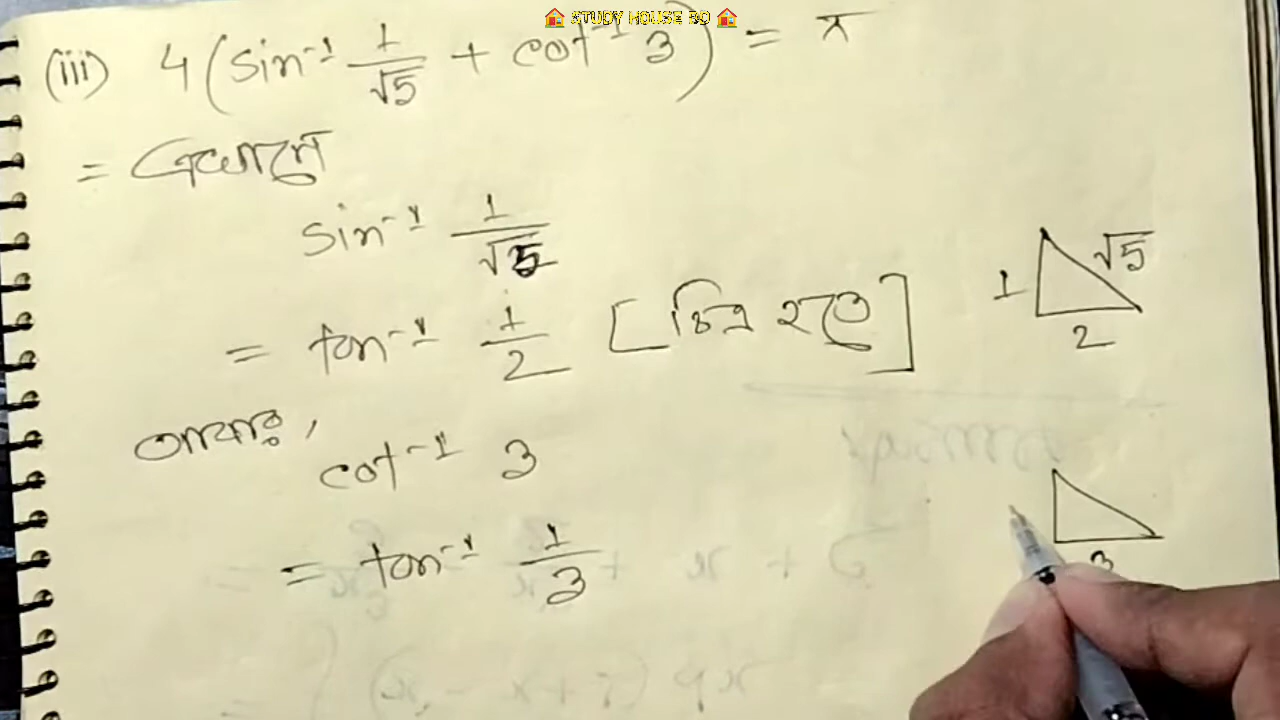 🏠 STUDY HOUSE BD 🏠
(iii) 4(sin⁻¹ 1/√5 + cot⁻¹ 3) = π
= এখানে
sin⁻¹ 1/√5
= tan⁻¹ 1/2 [চিত্র হতে]
1
√5
2
আবার,
cot⁻¹ 3
= tan⁻¹ 1/3
3